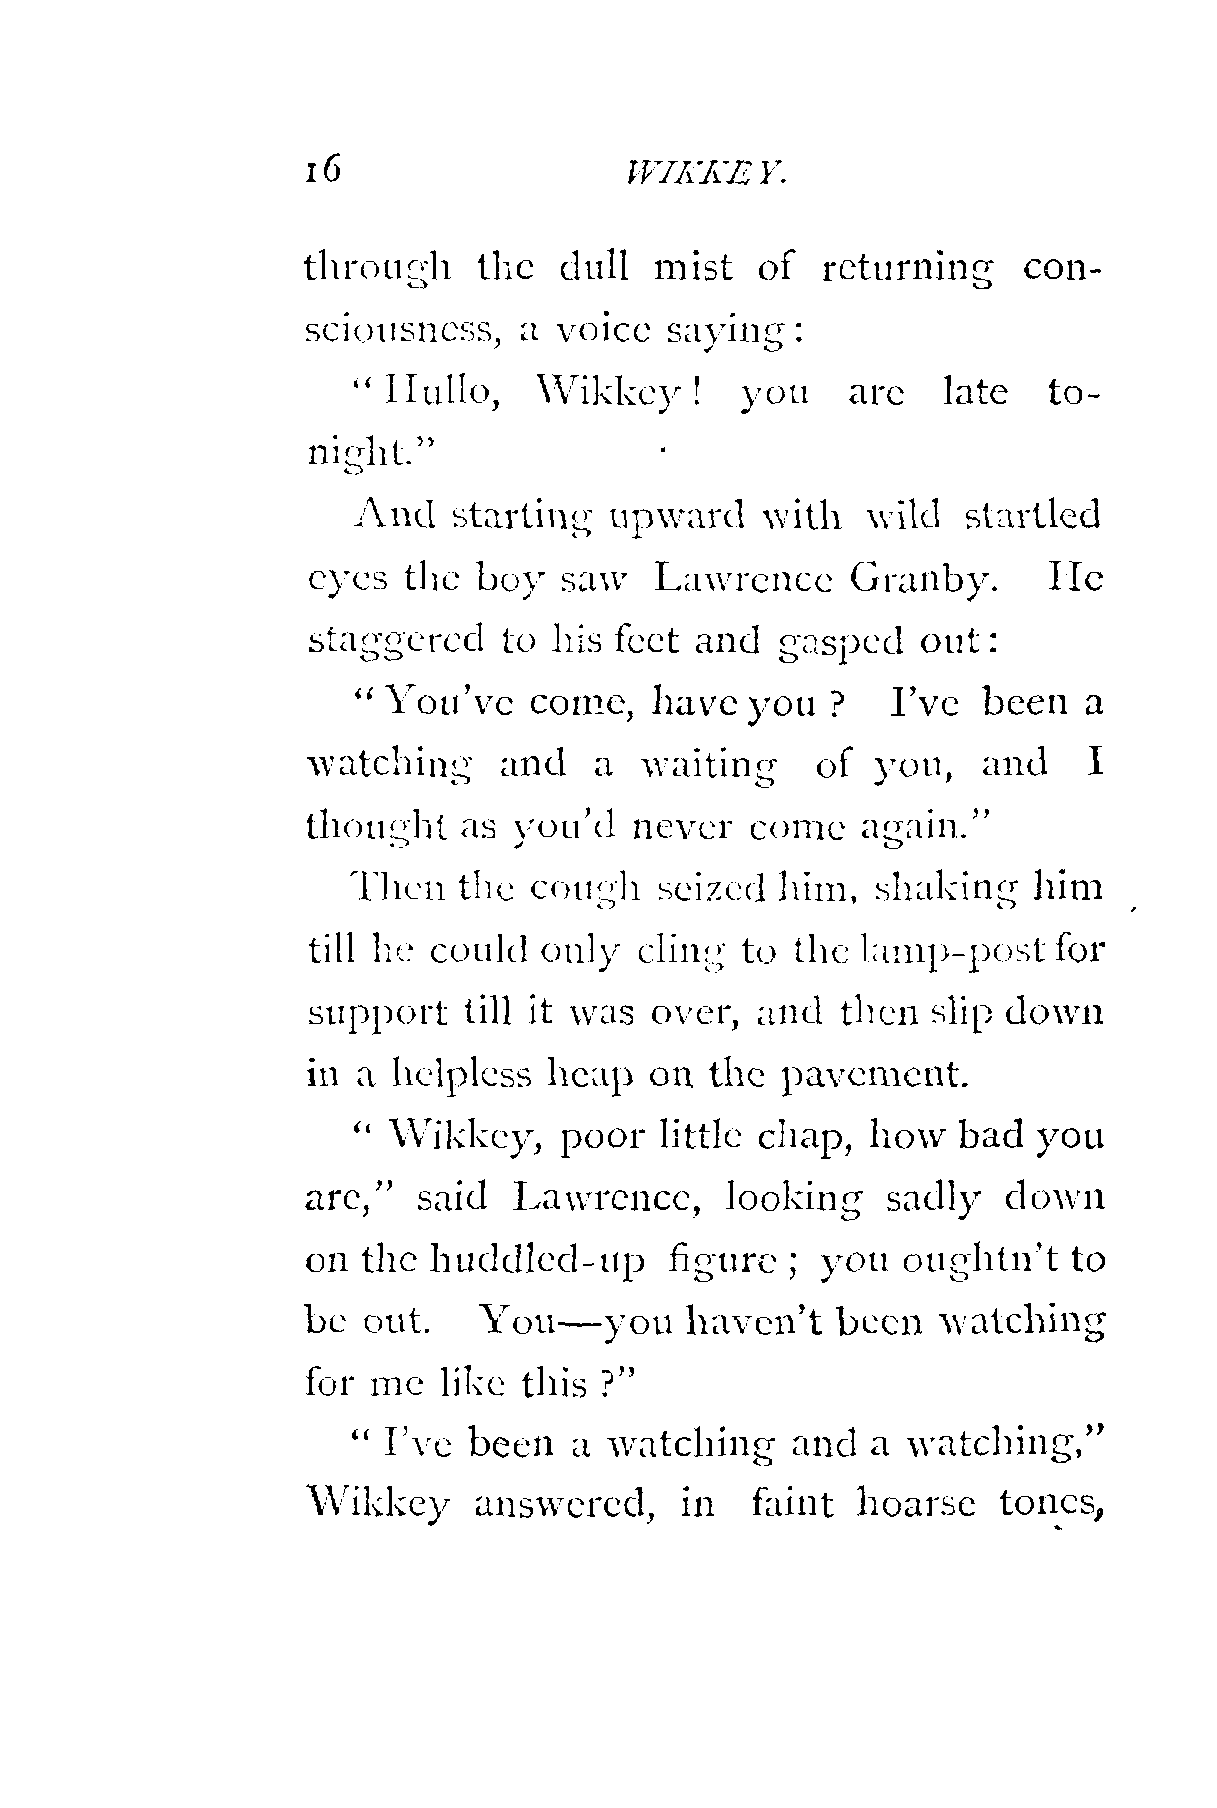 16 WIKKEY.
through the dull mist of returning con-
sciousness, a voice saying:
" Hullo, Wikkey! you are late to-
night."
And starting upward with wild startled
eyes the boy saw Lawrence Granby. He
staggered to his feet and gasped out:
" You've come, have you ? I've been a
watching and a waiting of you, and I
thought as you'd never come again."
Then the cough seized him, shaking him
till he could only cling to the lamp-post for
support till it was over, and then slip down
in a helpless heap on the pavement.
" Wikkey, poor little chap, how bad you
are," said Lawrence, looking sadly down
on the huddled-up figure ; you oughtn't to
be out. You—you haven't been watching
for me like this ?"
" I've been a watching and a watching,"
Wikkey answered, in faint hoarse tones,